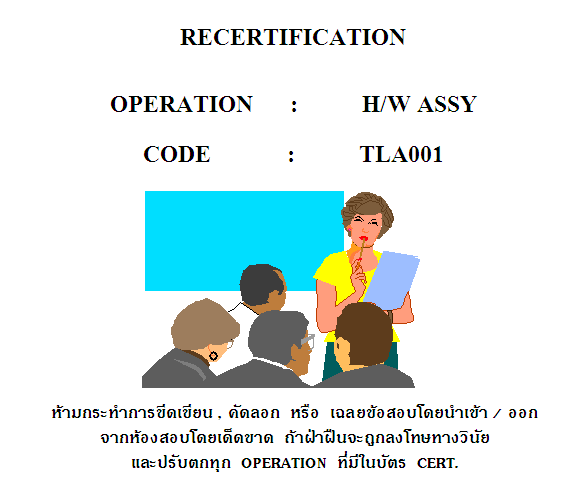 RECERTIFICATION
OPERATION : H/W ASSY
CODE : TLA001
ห้ามกระทำการขีดเขียน , คัดลอก หรือ เฉลยข้อสอบโดยนำเข้า / ออก
จากห้องสอบโดยเด็ดขาด ถ้าฝ่าฝืนจะถูกลงโทษทางวินัย
และปรับตกทุก OPERATION ที่มีในบัตร CERT.